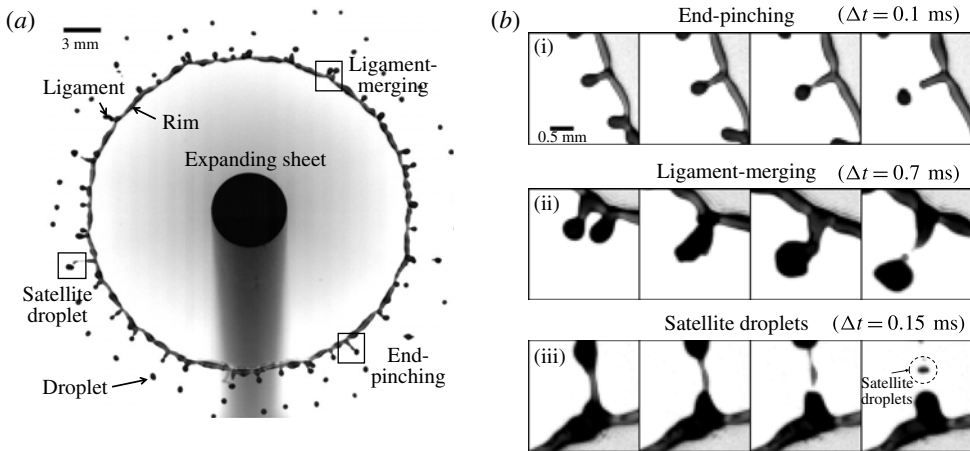 (a)
3 mm
Ligament
Rim
Ligament-
merging
Expanding sheet
Satellite
droplet
End-
pinching
Droplet
(b)
End-pinching (Δt = 0.1 ms)
(i)
0.5 mm
Ligament-merging (Δt = 0.7 ms)
(ii)
Satellite droplets (Δt = 0.15 ms)
(iii)
Satellite
droplets